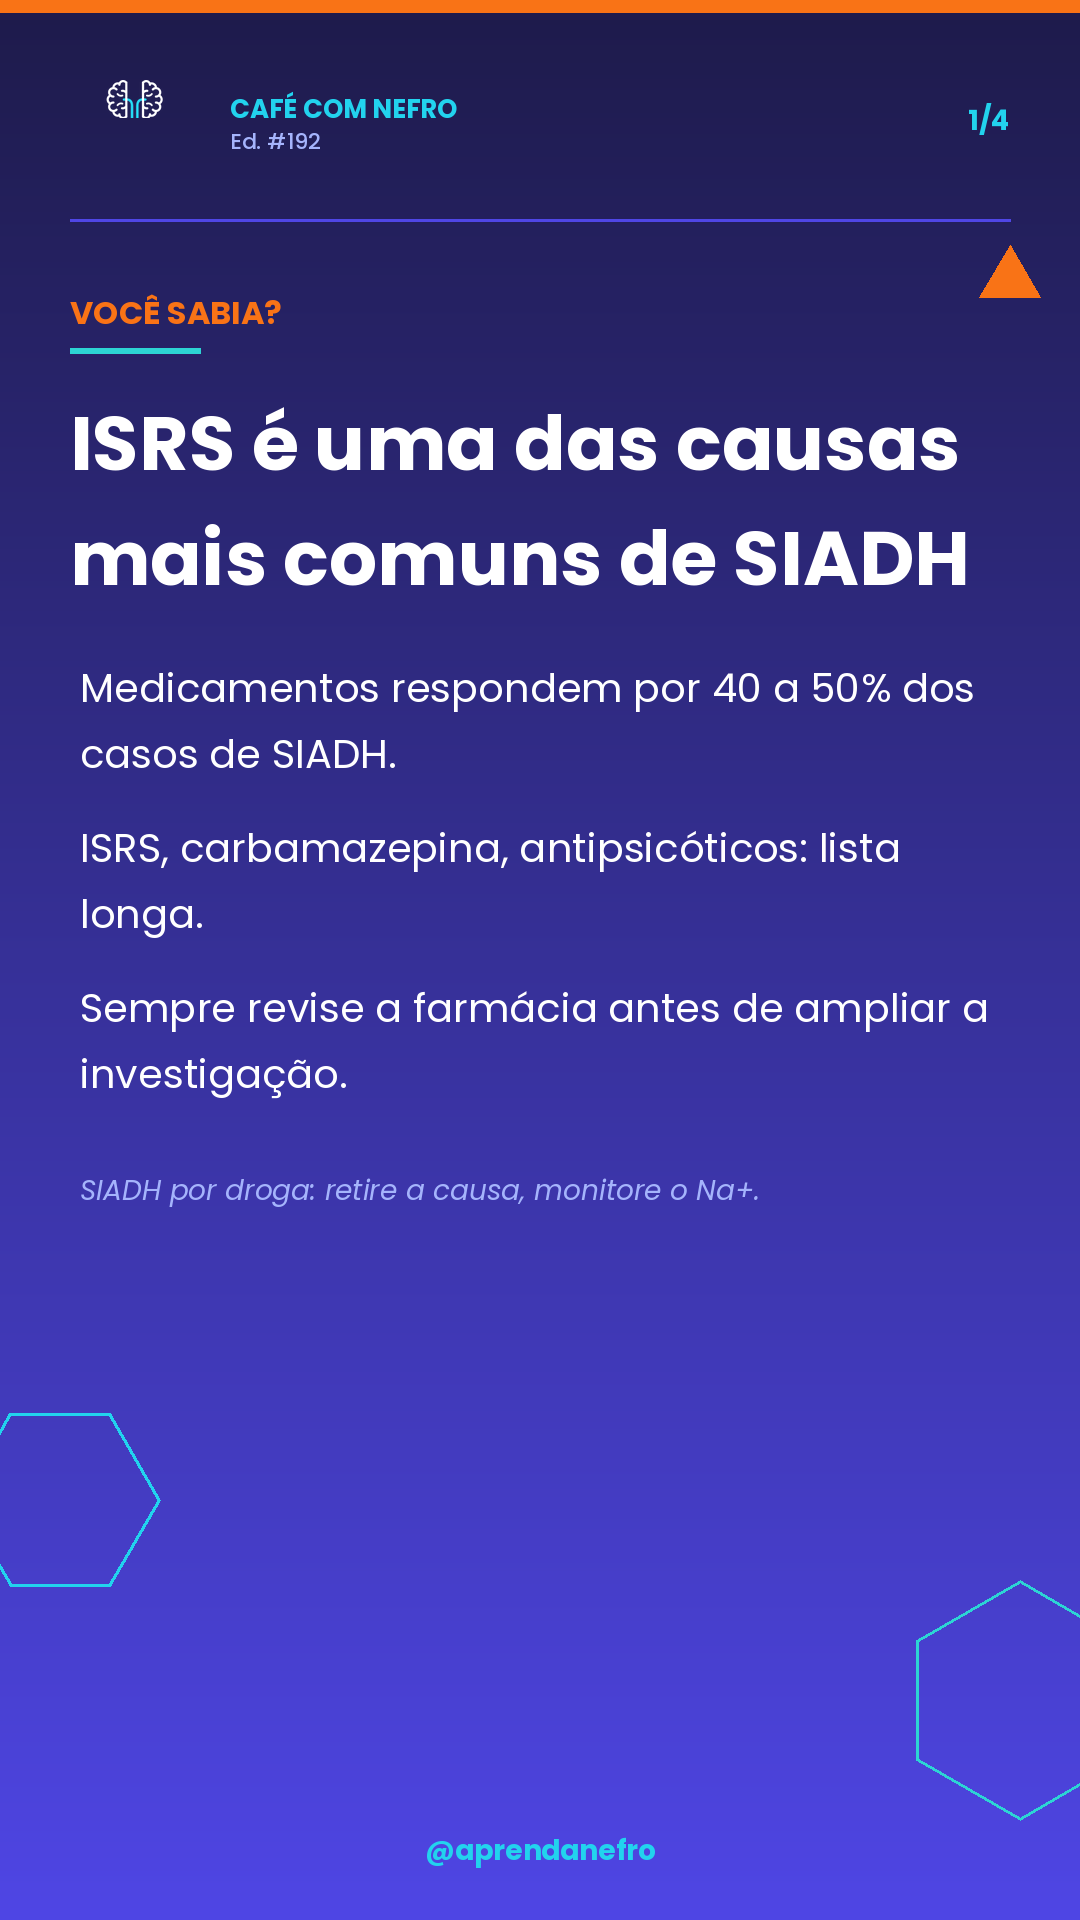 CAFÉ COM NEFRO
Ed. #192
1/4
VOCÊ SABIA?
ISRS é uma das causas
mais comuns de SIADH
Medicamentos respondem por 40 a 50% dos
casos de SIADH.
ISRS, carbamazepina, antipsicóticos: lista
longa.
Sempre revise a farmácia antes de ampliar a
investigação.
SIADH por droga: retire a causa, monitore o Na+.
@aprendanefro